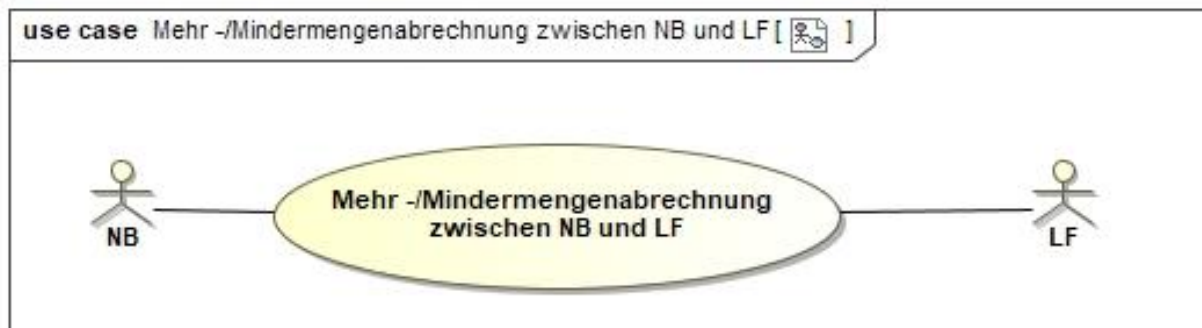 use case Mehr -/Mindermengenabrechnung zwischen NB und LF [ ]
Mehr -/Mindermengenabrechnung
zwischen NB und LF
NB
LF